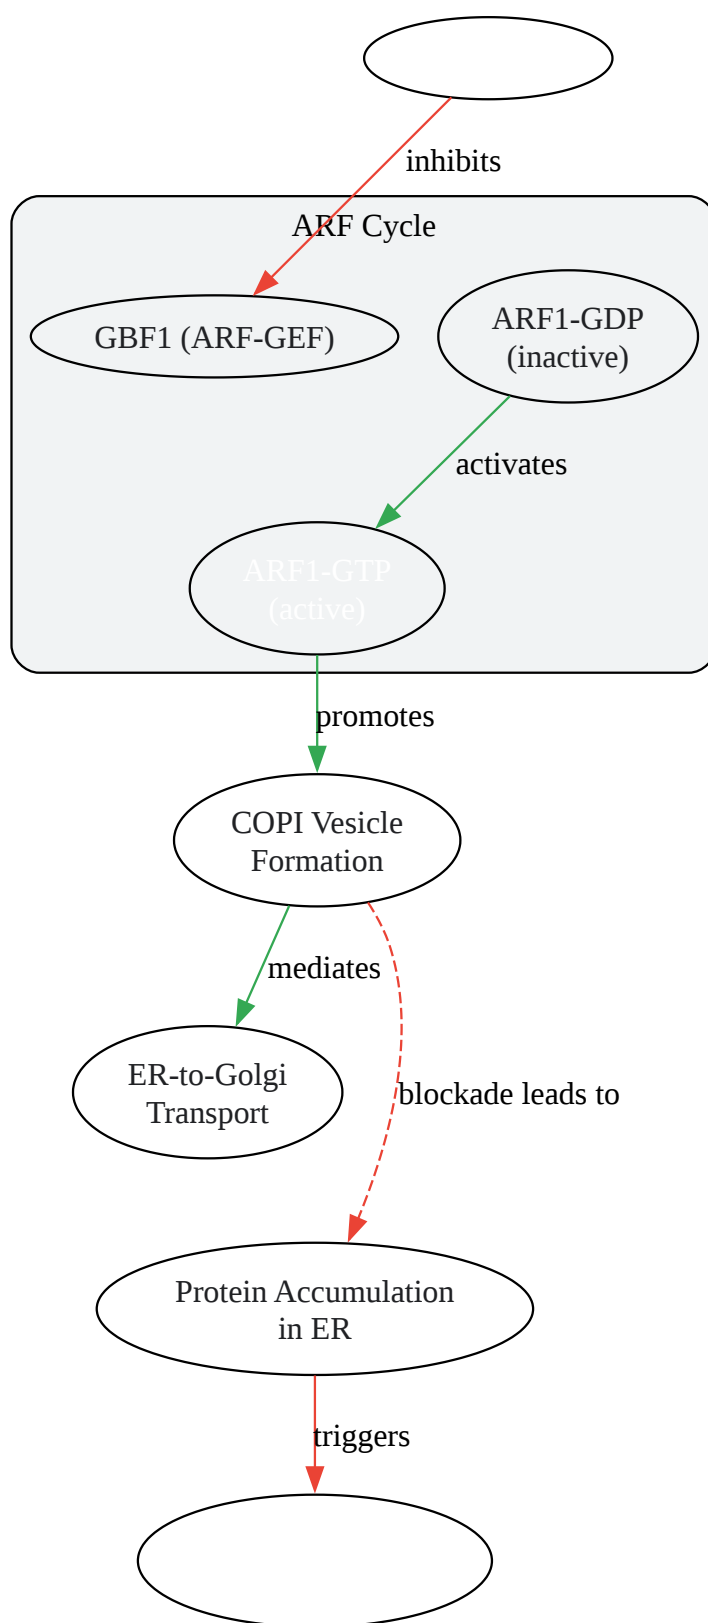 inhibits
ARF Cycle
GBF1 (ARF-GEF)
ARF1-GDP
(inactive)
activates
ARF1-GTP
(active)
promotes
COPI Vesicle
Formation
mediates
ER-to-Golgi
Transport
blockade leads to
Protein Accumulation
in ER
triggers